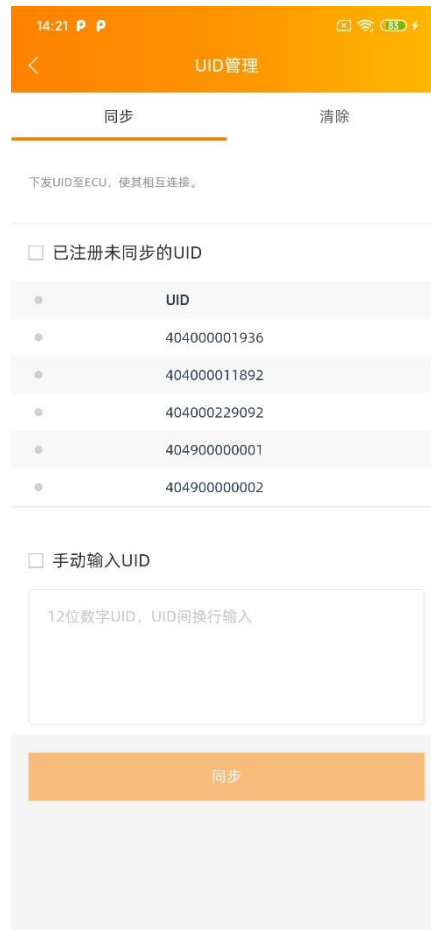 14:21
83
UID管理
同步 清除
下发UID至ECU，使其相互连接。
已注册未同步的UID
UID
404000001936
404000011892
404000229092
404900000001
404900000002
手动输入UID
12位数字UID，UID间换行输入
同步